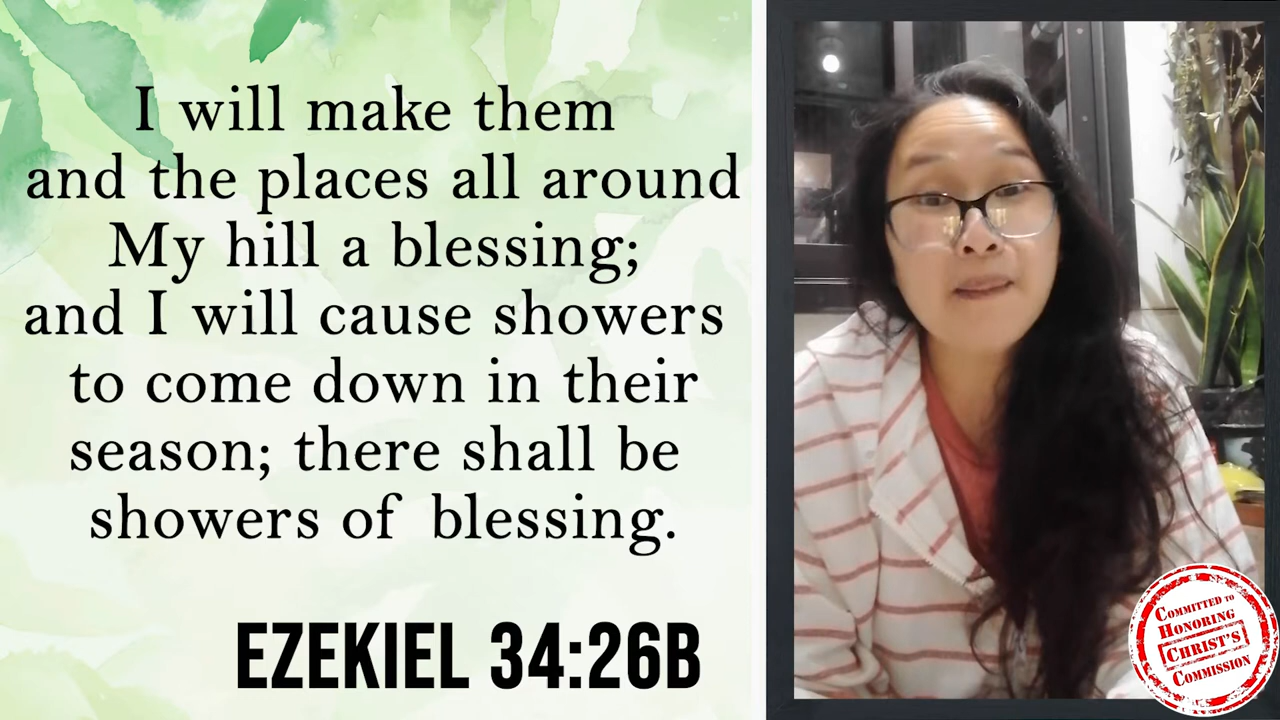 I will make them
and the places all around
My hill a blessing;
and I will cause showers
to come down in their
season; there shall be
showers of blessing.
EZEKIEL 34:26B
COMMITTED TO
HONORING
CHRIST'S
COMMISSION